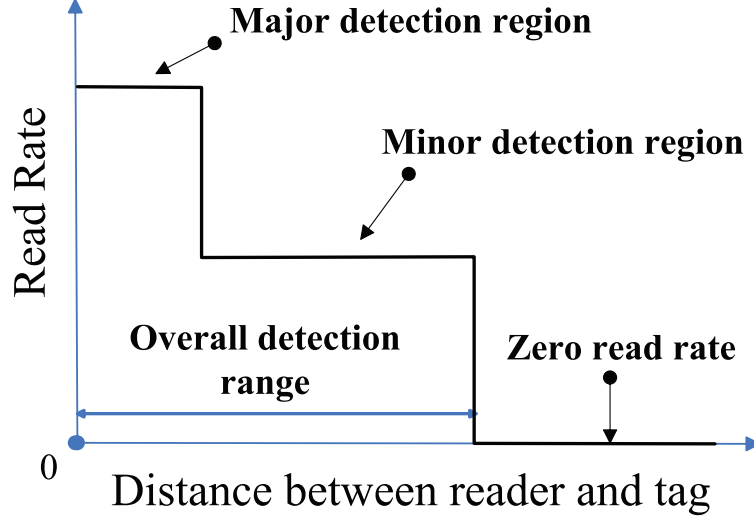 Major detection region
Minor detection region
Read Rate
Overall detection
range
Zero read rate
0
Distance between reader and tag